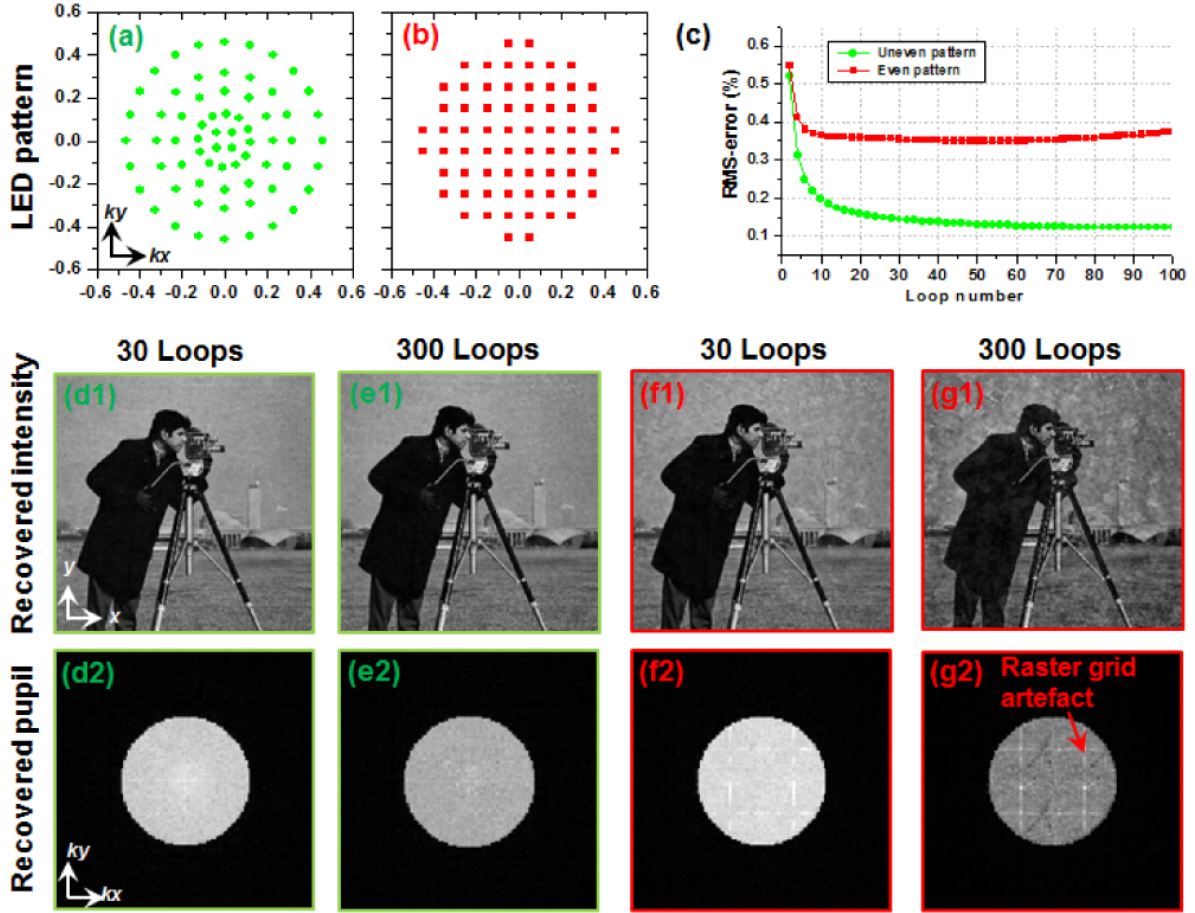 (a)
(b)
(c)
LED pattern
0.6
0.4
0.2
0.0
-0.2
-0.4
-0.6
-0.6 -0.4 -0.2 0.0 0.2 0.4 0.6
ky
kx
-0.6 -0.4 -0.2 0.0 0.2 0.4 0.6
RMS-error (%)
0.6
0.5
0.4
0.3
0.2
0.1
Uneven pattern
Even pattern
0 10 20 30 40 50 60 70 80 90 100
Loop number
30 Loops
300 Loops
30 Loops
300 Loops
Recovered intensity
(d1)
(e1)
(f1)
(g1)
y
x
Recovered pupil
(d2)
(e2)
(f2)
(g2)
Raster grid
artefact
ky
kx